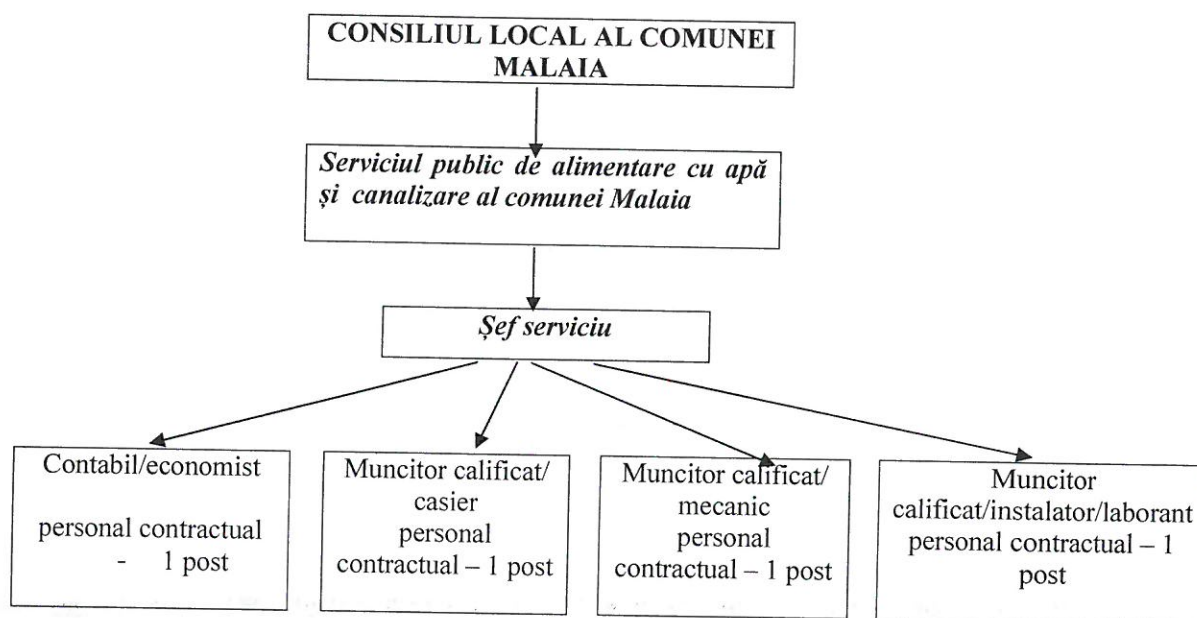 CONSILIUL LOCAL AL COMUNEI
MALAIA
Serviciul public de alimentare cu apă
și canalizare al comunei Malaia
Șef serviciu
Contabil/economist
personal contractual
- 1 post
Muncitor calificat/
casier
personal
contractual – 1 post
Muncitor calificat/
mecanic
personal
contractual – 1 post
Muncitor
calificat/instalator/laborant
personal contractual – 1
post